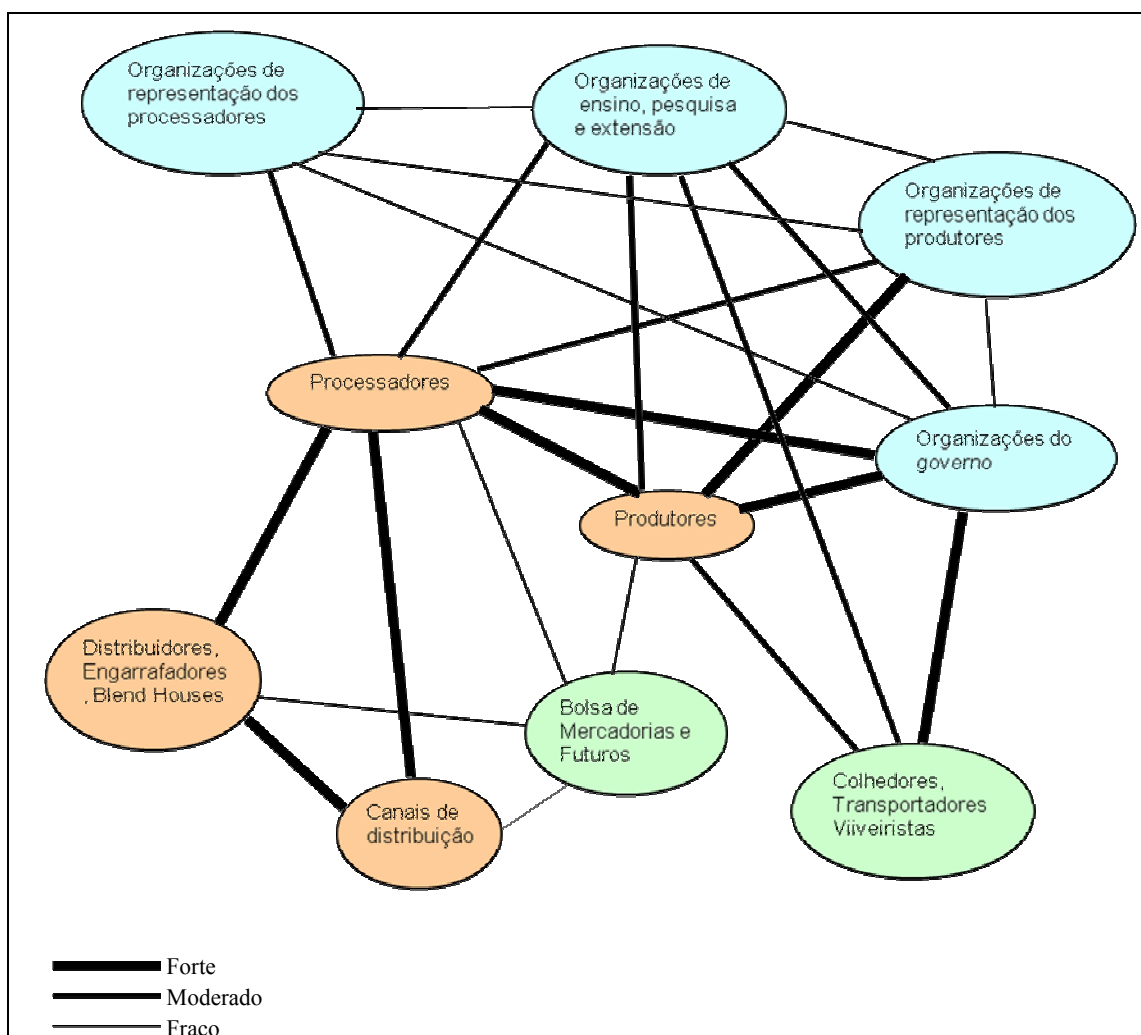 Organizações de
representação dos
processadores
Organizações de
ensino, pesquisa
e extensão
Organizações de
representação dos
produtores
Processadores
Organizações do
governo
Produtores
Distribuidores,
Engarrafadores
, Blend Houses
Bolsa de
Mercadorias e
Futuros
Colhedores,
Transportadores
Viiveiristas
Canais de
distribuição
Forte
Moderado
Fraco